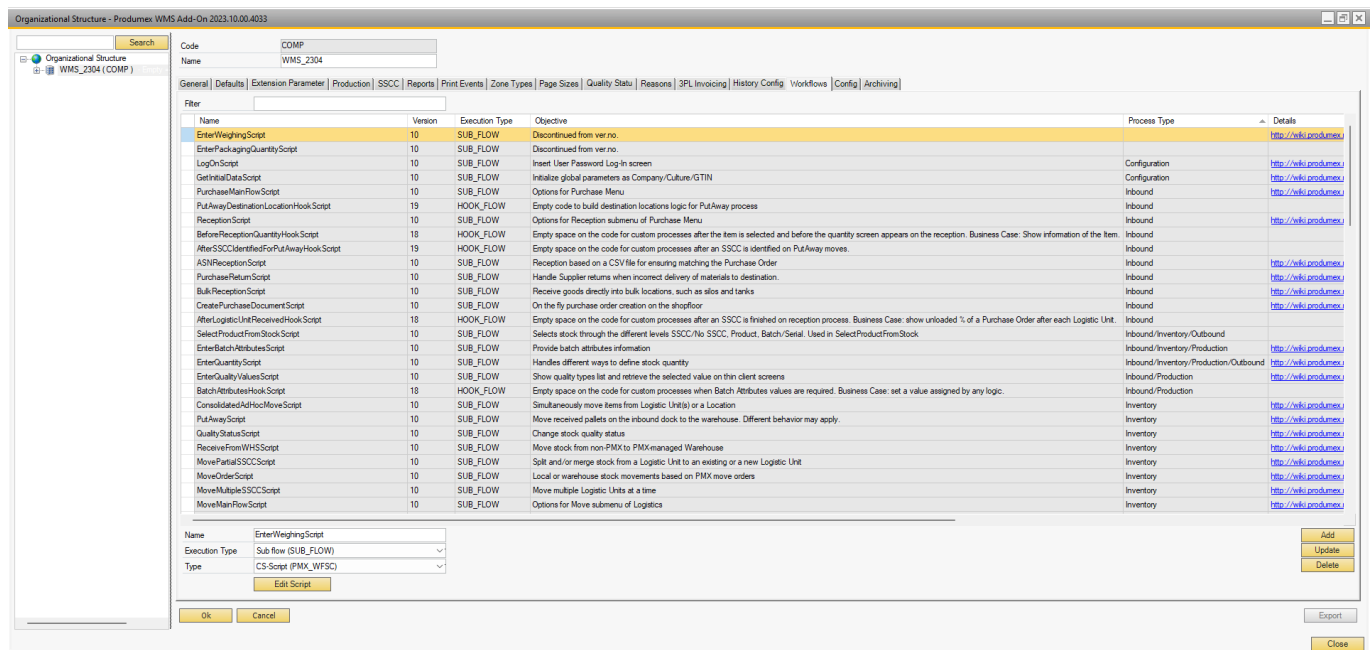 Organizational Structure - Produmex WMS Add-On 2023.10.00.4033
Search
Organizational Structure
WMS_2304 ( COMP )
Code COMP
Name WMS_2304
General Defaults Extension Parameter Production SSCC Reports Print Events Zone Types Page Sizes Quality Statu Reasons 3PL Invoicing History Config Workflows Config Archiving
Filter
Name Version Execution Type Objective Process Type Details
EnterWeighingScript 10 SUB_FLOW Discontinued from ver.no. http://wiki.produmex.
EnterPackagingQuantityScript 10 SUB_FLOW Discontinued from ver.no.
LogOnScript 10 SUB_FLOW Insert User Password Log-In screen Configuration http://wiki.produmex.
GetInitialDataScript 10 SUB_FLOW Initialize global parameters as Company/Culture/GTIN Configuration http://wiki.produmex.
PurchaseMainFlowScript 10 SUB_FLOW Options for Purchase Menu Inbound http://wiki.produmex.
PutAwayDestinationLocationHookScript 19 HOOK_FLOW Empty code to build destination locations logic for PutAway process Inbound
ReceptionScript 10 SUB_FLOW Options for Reception submenu of Purchase Menu Inbound http://wiki.produmex.
BeforeReceptionQuantityHookScript 18 HOOK_FLOW Empty space on the code for custom processes after the item is selected and before the quantity screen appears on the reception. Business Case: Show information of the Item. Inbound
AfterSSCCIdentifiedForPutAwayHookScript 19 HOOK_FLOW Empty space on the code for custom processes after an SSCC is identified on PutAway moves. Inbound
ASNReceptionScript 10 SUB_FLOW Reception based on a CSV file for ensuring matching the Purchase Order Inbound http://wiki.produmex.
PurchaseReturnScript 10 SUB_FLOW Handle Supplier returns when incorrect delivery of materials to destination. Inbound http://wiki.produmex.
BulkReceptionScript 10 SUB_FLOW Receive goods directly into bulk locations, such as silos and tanks Inbound http://wiki.produmex.
CreatePurchaseDocumentScript 10 SUB_FLOW On the fly purchase order creation on the shopfloor Inbound http://wiki.produmex.
AfterLogisticUnitReceivedHookScript 18 HOOK_FLOW Empty space on the code for custom processes after an SSCC is finished on reception process. Business Case: show unloaded % of a Purchase Order after each Logistic Unit. Inbound
SelectProductFromStockScript 10 SUB_FLOW Selects stock through the different levels SSCC/No SSCC, Product, Batch/Serial. Used in SelectProductFromStock Inbound/Inventory/Outbound
EnterBatchAttributesScript 10 SUB_FLOW Provide batch attributes information Inbound/Inventory/Production http://wiki.produmex.
EnterQuantityScript 10 SUB_FLOW Handles different ways to define stock quantity Inbound/Inventory/Production/Outbound http://wiki.produmex.
EnterQualityValuesScript 10 SUB_FLOW Show quality types list and retrieve the selected value on thin client screens Inbound/Production http://wiki.produmex.
BatchAttributesHookScript 18 HOOK_FLOW Empty space on the code for custom processes when Batch Attributes values are required. Business Case: set a value assigned by any logic. Inbound/Production
ConsolidatedAdHocMoveScript 10 SUB_FLOW Simultaneously move items from Logistic Unit(s) or a Location Inventory http://wiki.produmex.
PutAwayScript 10 SUB_FLOW Move received pallets on the inbound dock to the warehouse. Different behavior may apply. Inventory http://wiki.produmex.
QualityStatusScript 10 SUB_FLOW Change stock quality status Inventory http://wiki.produmex.
ReceiveFromWHSScript 10 SUB_FLOW Move stock from non-PMX to PMX-managed Warehouse Inventory http://wiki.produmex.
MovePartialSSCCScript 10 SUB_FLOW Split and/or merge stock from a Logistic Unit to an existing or a new Logistic Unit Inventory http://wiki.produmex.
MoveOrderScript 10 SUB_FLOW Local or warehouse stock movements based on PMX move orders Inventory http://wiki.produmex.
MoveMultipleSSCCScript 10 SUB_FLOW Move multiple Logistic Units at a time Inventory http://wiki.produmex.
MoveMainFlowScript 10 SUB_FLOW Options for Move submenu of Logistics Inventory http://wiki.produmex.
Name EnterWeighingScript Add
Execution Type Sub flow (SUB_FLOW) Update
Type CS-Script (PMX_WFSC) Delete
Edit Script
Ok Cancel Export
Close